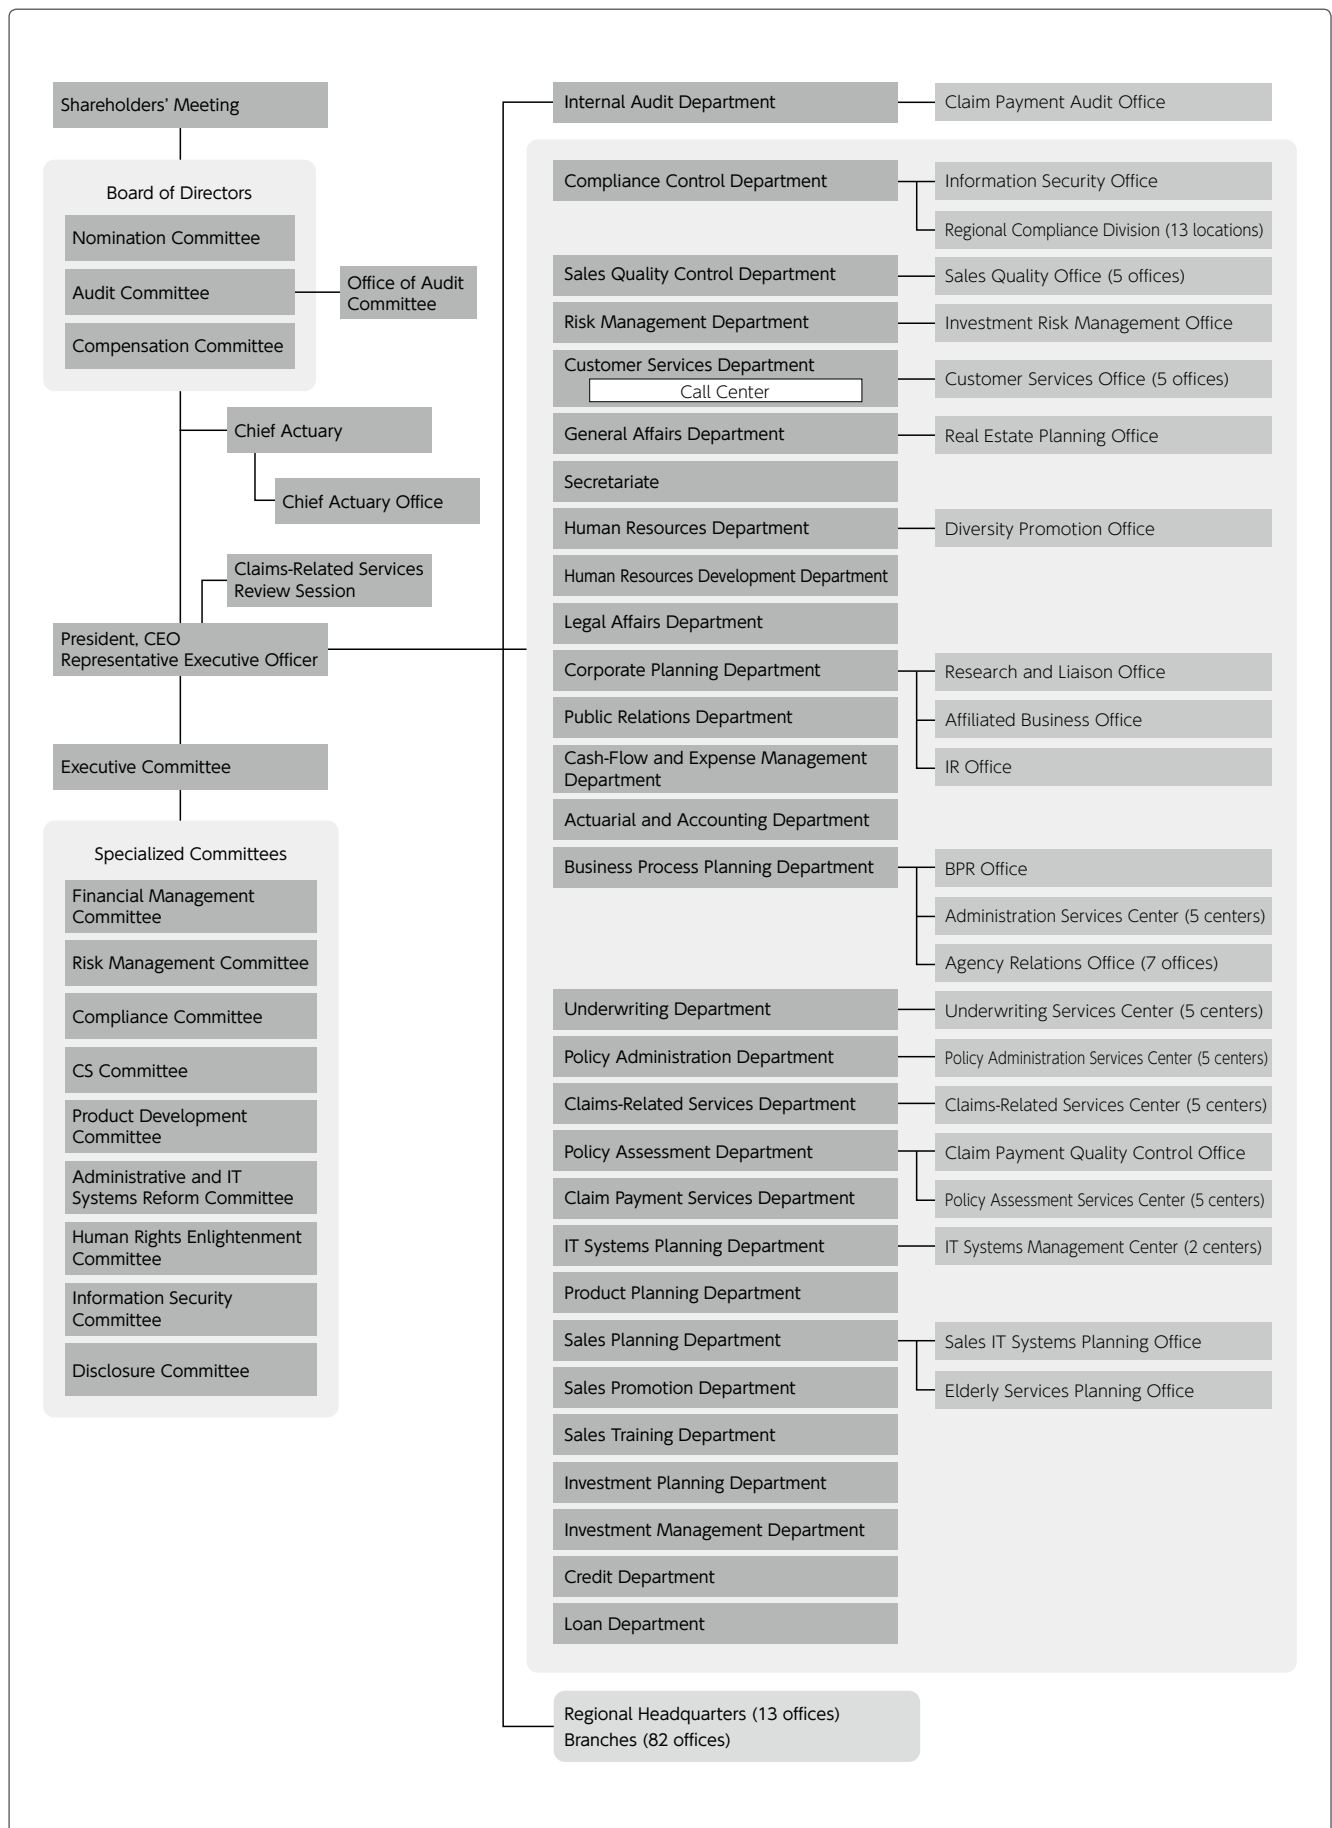 Shareholders' Meeting
Board of Directors
Nomination Committee
Audit Committee
Office of Audit
Committee
Compensation Committee
Chief Actuary
Chief Actuary Office
Claims-Related Services
Review Session
President, CEO
Representative Executive Officer
Executive Committee
Specialized Committees
Financial Management
Committee
Risk Management Committee
Compliance Committee
CS Committee
Product Development
Committee
Administrative and IT
Systems Reform Committee
Human Rights Enlightenment
Committee
Information Security
Committee
Disclosure Committee
Internal Audit Department
Claim Payment Audit Office
Compliance Control Department
Information Security Office
Regional Compliance Division (13 locations)
Sales Quality Control Department
Sales Quality Office (5 offices)
Risk Management Department
Investment Risk Management Office
Customer Services Department
Call Center
Customer Services Office (5 offices)
General Affairs Department
Real Estate Planning Office
Secretariate
Human Resources Department
Diversity Promotion Office
Human Resources Development Department
Legal Affairs Department
Corporate Planning Department
Research and Liaison Office
Public Relations Department
Affiliated Business Office
Cash-Flow and Expense Management
Department
IR Office
Actuarial and Accounting Department
Business Process Planning Department
BPR Office
Administration Services Center (5 centers)
Agency Relations Office (7 offices)
Underwriting Department
Underwriting Services Center (5 centers)
Policy Administration Department
Policy Administration Services Center (5 centers)
Claims-Related Services Department
Claims-Related Services Center (5 centers)
Policy Assessment Department
Claim Payment Quality Control Office
Claim Payment Services Department
Policy Assessment Services Center (5 centers)
IT Systems Planning Department
IT Systems Management Center (2 centers)
Product Planning Department
Sales Planning Department
Sales IT Systems Planning Office
Sales Promotion Department
Elderly Services Planning Office
Sales Training Department
Investment Planning Department
Investment Management Department
Credit Department
Loan Department
Regional Headquarters (13 offices)
Branches (82 offices)